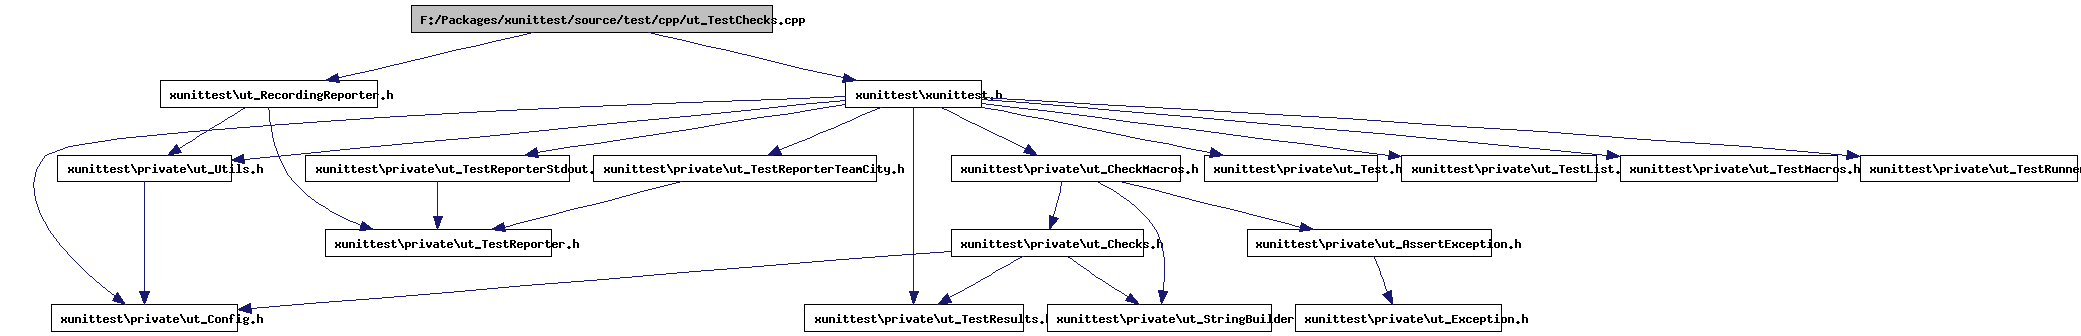 F:/Packages/xunittest/source/test/cpp/ut_TestChecks.cpp
xunittest\ut_RecordingReporter.h
xunittest\xunittest.h
xunittest\private\ut_Utils.h
xunittest\private\ut_TestReporterStdout.
xunittest\private\ut_TestReporterTeamCity.h
xunittest\private\ut_CheckMacros.h
xunittest\private\ut_Test.h
xunittest\private\ut_TestList.
xunittest\private\ut_TestMacros.h
xunittest\private\ut_TestRunne
xunittest\private\ut_TestReporter.h
xunittest\private\ut_Checks.h
xunittest\private\ut_AssertException.h
xunittest\private\ut_Config.h
xunittest\private\ut_TestResults.h
xunittest\private\ut_StringBuilder
xunittest\private\ut_Exception.h